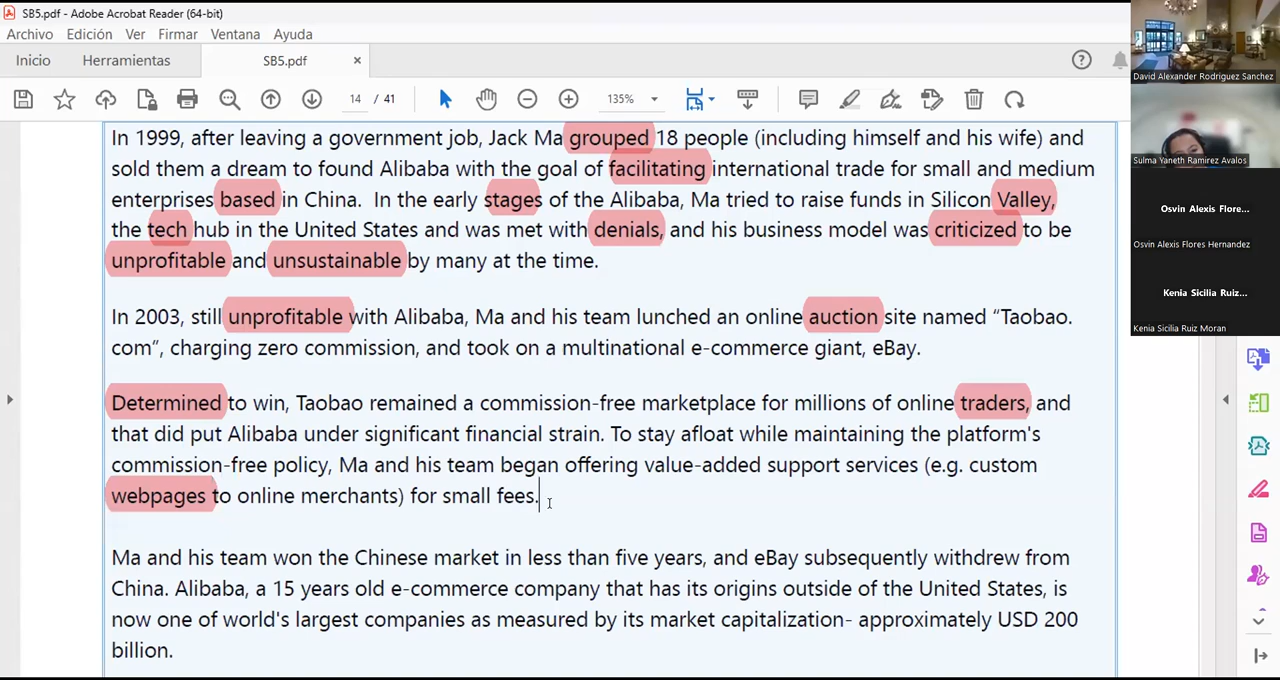 SB5.pdf - Adobe Acrobat Reader (64-bit)
Archivo Edición Ver Firmar Ventana Ayuda
Inicio Herramientas SB5.pdf ×
14 / 41 135%
In 1999, after leaving a government job, Jack Ma grouped 18 people (including himself and his wife) and
sold them a dream to found Alibaba with the goal of facilitating international trade for small and medium
enterprises based in China. In the early stages of the Alibaba, Ma tried to raise funds in Silicon Valley,
the tech hub in the United States and was met with denials, and his business model was criticized to be
unprofitable and unsustainable by many at the time.
In 2003, still unprofitable with Alibaba, Ma and his team lunched an online auction site named “Taobao.
com”, charging zero commission, and took on a multinational e-commerce giant, eBay.
Determined to win, Taobao remained a commission-free marketplace for millions of online traders, and
that did put Alibaba under significant financial strain. To stay afloat while maintaining the platform's
commission-free policy, Ma and his team began offering value-added support services (e.g. custom
webpages to online merchants) for small fees.
Ma and his team won the Chinese market in less than five years, and eBay subsequently withdrew from
China. Alibaba, a 15 years old e-commerce company that has its origins outside of the United States, is
now one of world's largest companies as measured by its market capitalization- approximately USD 200
billion.
David Alexander Rodriguez Sanchez
Sulma Yaneth Ramirez Avalos
Osvin Alexis Flore...
Osvin Alexis Flores Hernandez
Kenia Sicilia Ruiz...
Kenia Sicilia Ruiz Moran